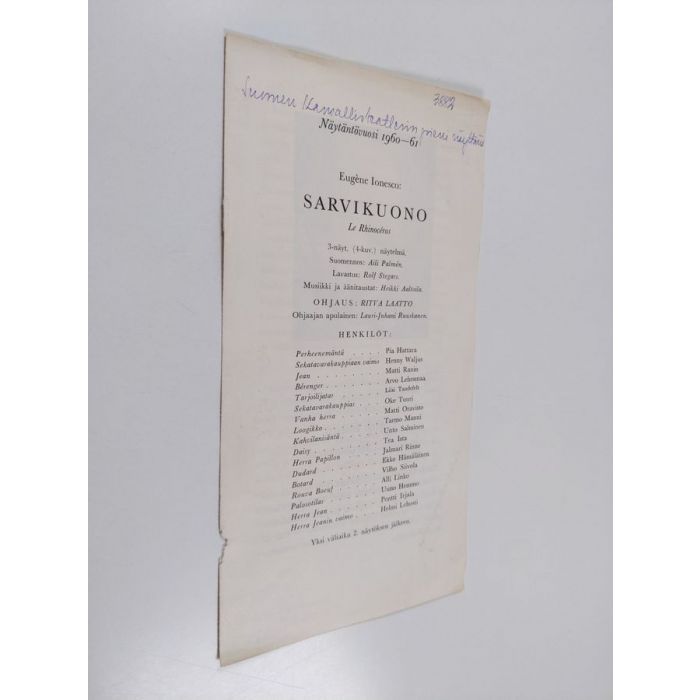 3882
Suomen Kansallisteatterin pieni näyttämö
Näytäntövuosi 1960—61
Eugène Ionesco:
SARVIKUONO
Le Rhinocéros
3-näyt. (4-kuv.) näytelmä.
Suomennos: Aili Palmén.
Lavastus: Rolf Stegars.
Musiikki ja äänitaustat: Heikki Aaltoila.
OHJAUS: RITVA LAATTO
Ohjaajan apulainen: Lauri-Juhani Ruuskanen.
HENKILÖT:
Perheenemäntä . . . . Pia Hattara
Sekatavarakauppiaan vaimo Henny Waljus
Jean . . . . Matti Ranin
Bérenger . . . . Arvo Lehesmaa
Tarjoilijatar . . . . Liisi Tandefelt
Sekatavarakauppias . . . Oke Tuuri
Vanha herra . . . . Matti Oravisto
Loogikko . . . . Tarmo Manni
Kahvilanisäntä . . . . Unto Salminen
Daisy . . . . Tea Ista
Herra Papillon . . . . Jalmari Rinne
Dudard . . . . Ekke Hämäläinen
Botard . . . . Vilho Siivola
Rouva Boeuf . . . . Alli Linko
Palosotilas . . . . Uuno Hommo
Herra Jean . . . . Pentti Irjala
Herra Jeanin vaimo . . . Helmi Lehosti
Yksi väliaika 2. näytöksen jälkeen.